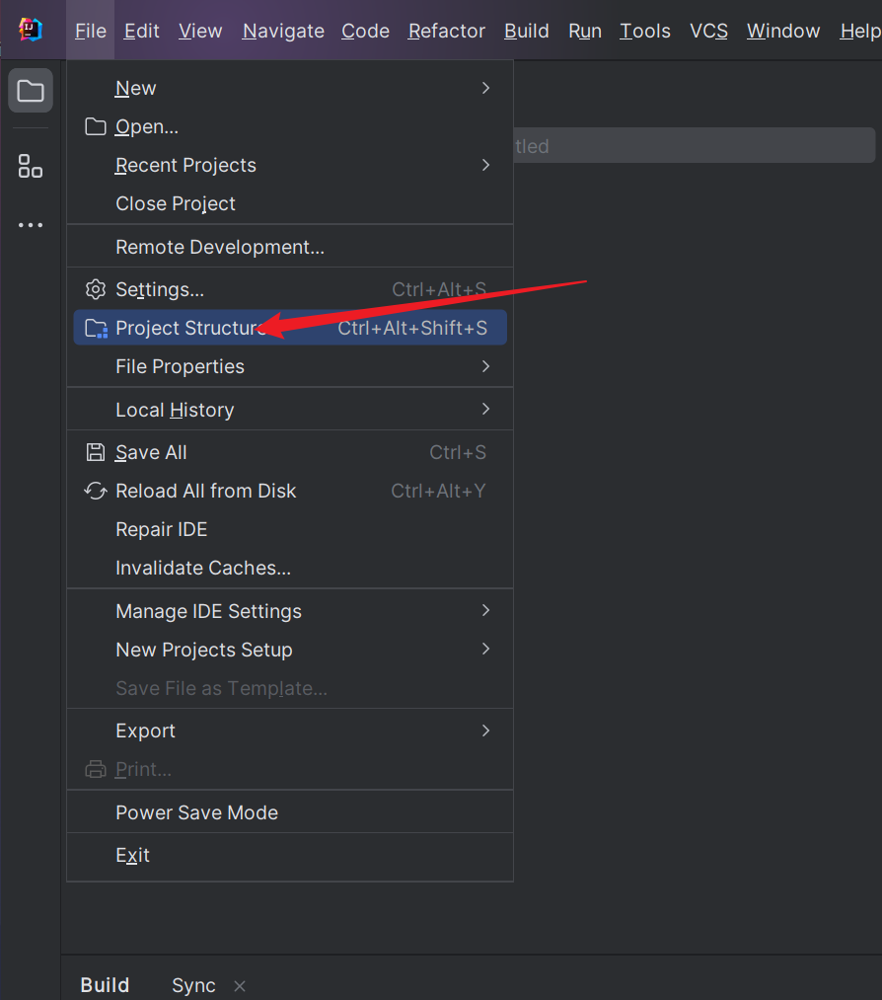 File Edit View Navigate Code Refactor Build Run Tools VCS Window Help
New
Open...
tled
Recent Projects
Close Project
Remote Development...
Settings... Ctrl+Alt+S
Project Structure Ctrl+Alt+Shift+S
File Properties
Local History
Save All Ctrl+S
Reload All from Disk Ctrl+Alt+Y
Repair IDE
Invalidate Caches...
Manage IDE Settings
New Projects Setup
Save File as Template...
Export
Print...
Power Save Mode
Exit
Build Sync